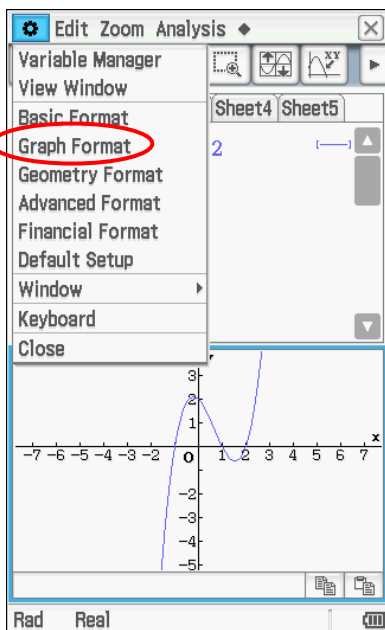 Edit Zoom Analysis
Variable Manager
View Window
Basic Format
Sheet4 Sheet5
Graph Format
2
Geometry Format
Advanced Format
Financial Format
Default Setup
Window
Keyboard
Close
3
2
1
x
-7 -6 -5 -4 -3 -2 0 1 2 3 4 5 6 7
-2
-3
-4
-5
Rad Real